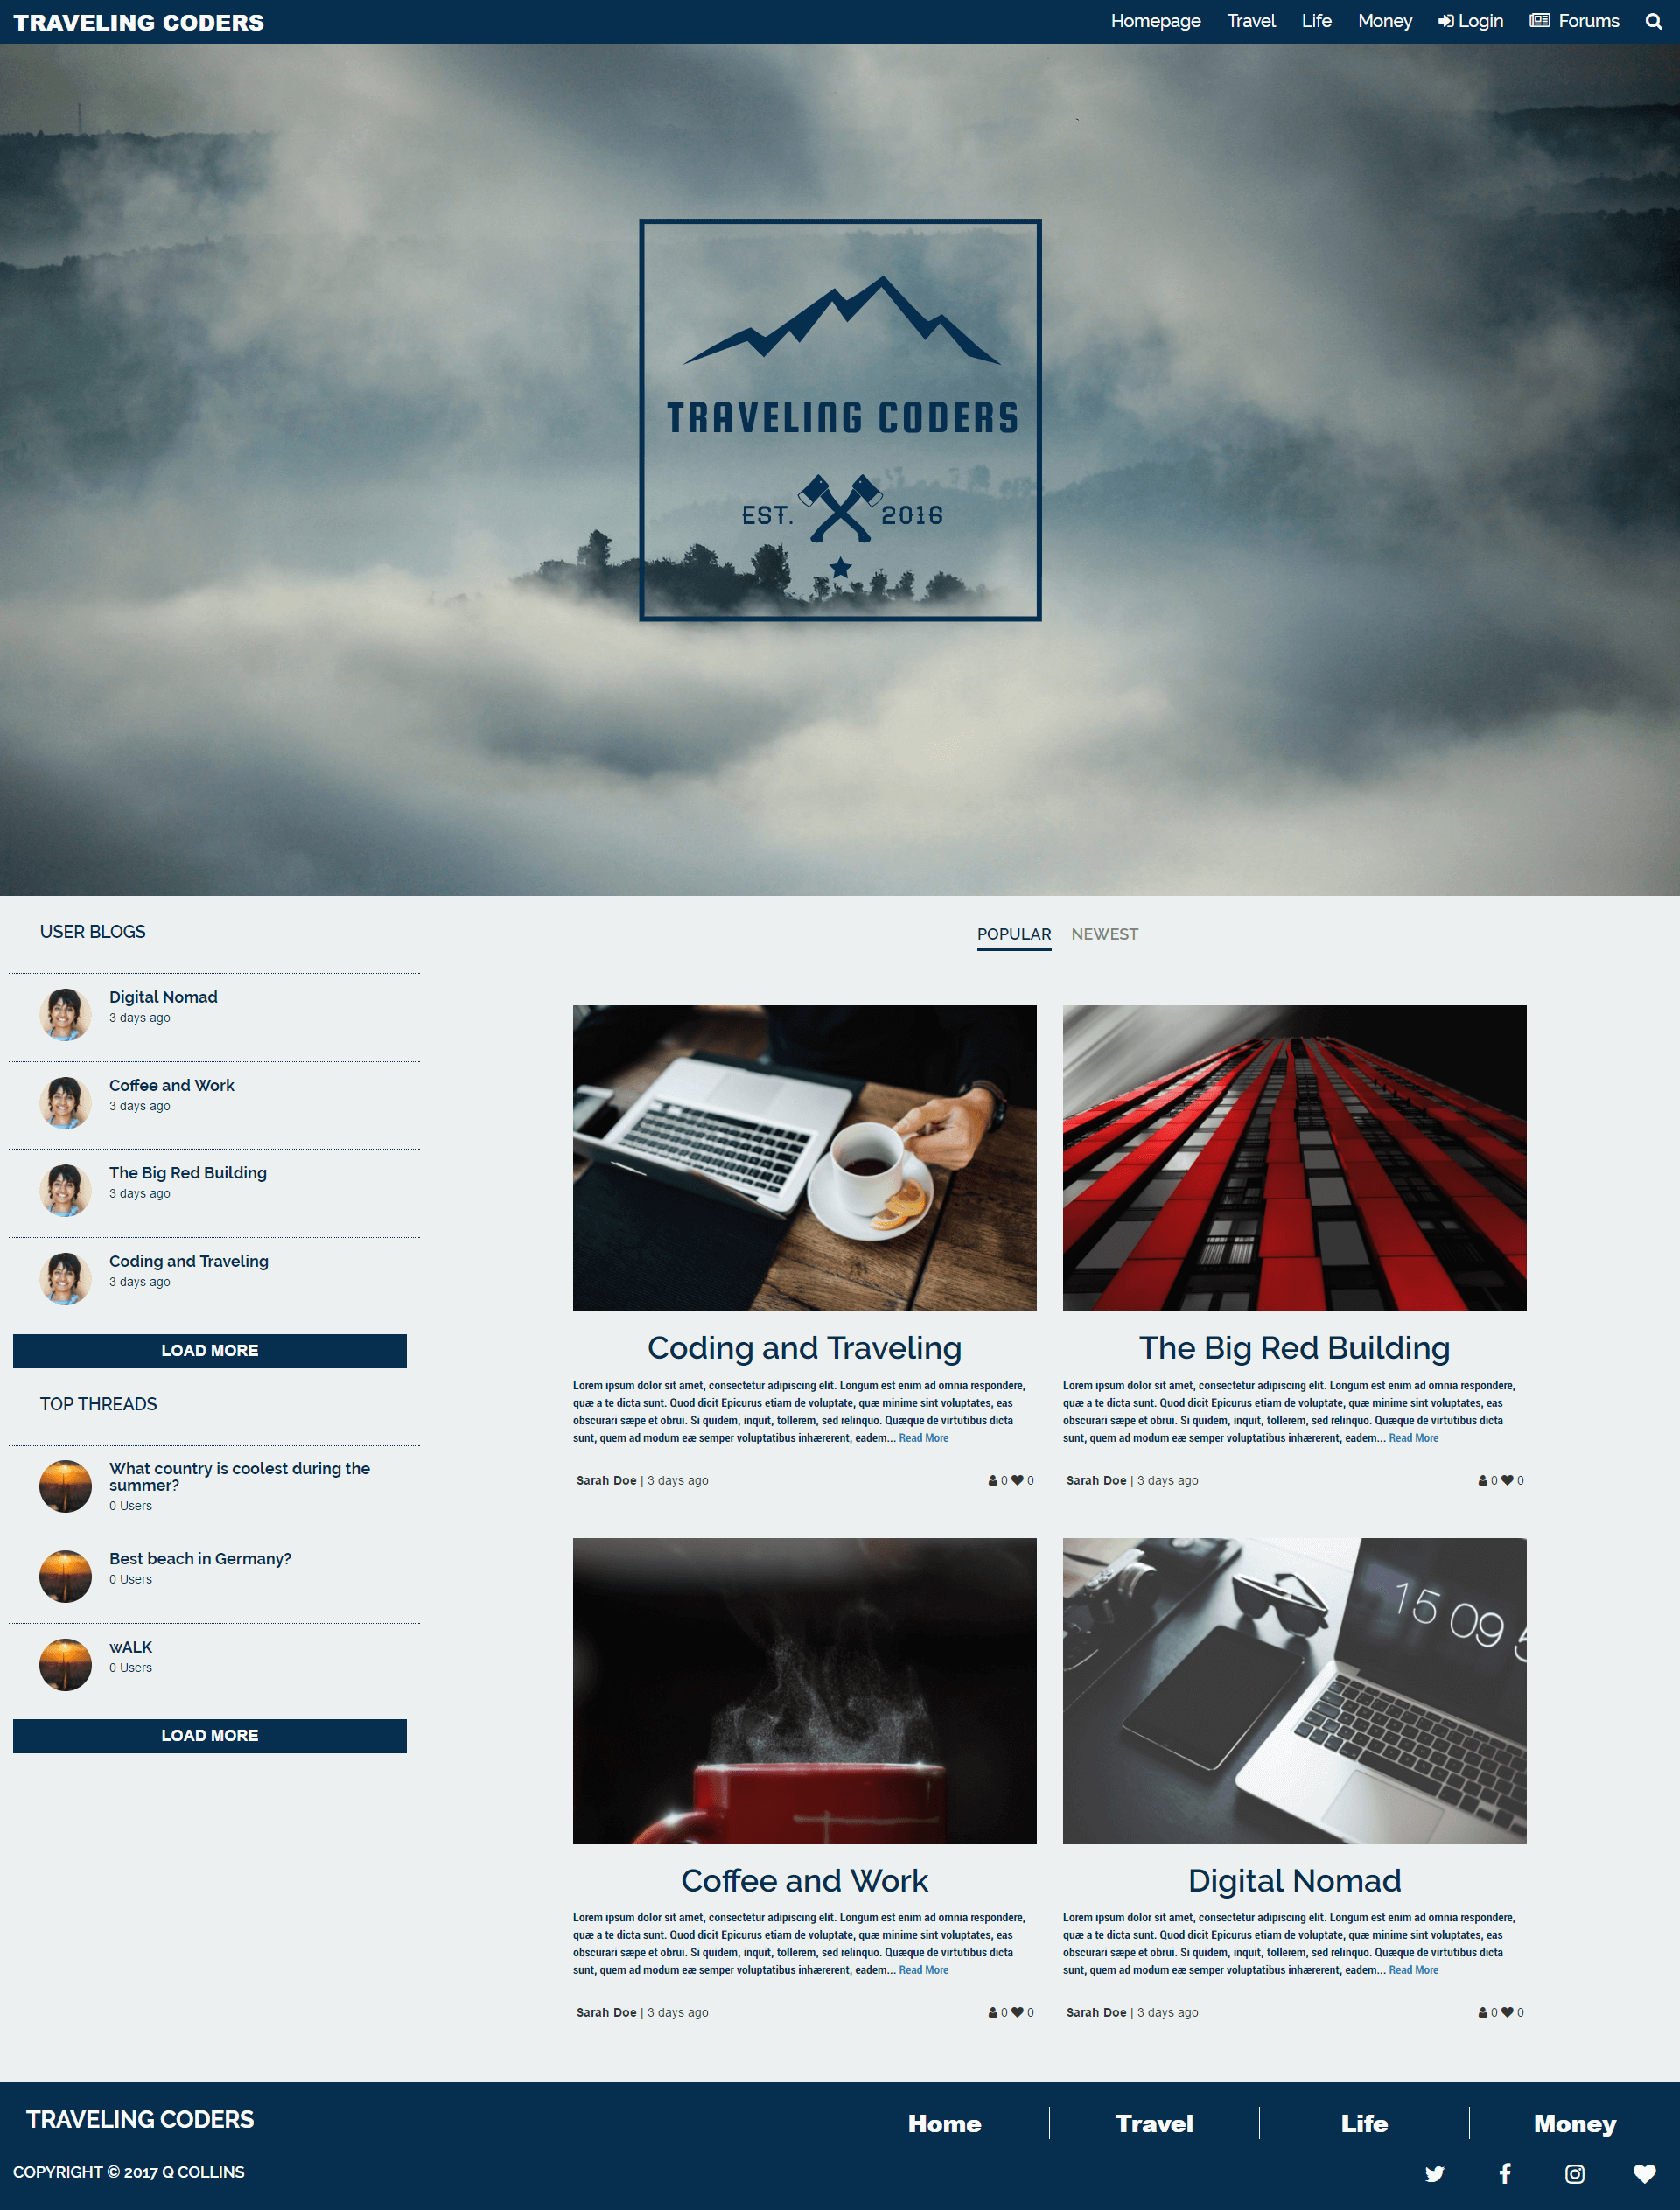 TRAVELING CODERS
Homepage Travel Life Money Login Forums
TRAVELING CODERS
EST. 2016
USER BLOGS
Digital Nomad
3 days ago
Coffee and Work
3 days ago
The Big Red Building
3 days ago
Coding and Traveling
3 days ago
LOAD MORE
TOP THREADS
What country is coolest during the
summer?
0 Users
Best beach in Germany?
0 Users
wALK
0 Users
LOAD MORE
POPULAR NEWEST
Coding and Traveling
Lorem ipsum dolor sit amet, consectetur adipiscing elit. Longum est enim ad omnia respondere,
quæ a te dicta sunt. Quod dicit Epicurus etiam de voluptate, quæ minime sint voluptates, eas
obscurari sæpe et obrui. Si quidem, inquit, tollerem, sed relinquo. Quæque de virtutibus dicta
sunt, quem ad modum eæ semper voluptatibus inhærerent, eadem... Read More
Sarah Doe | 3 days ago 0 0
The Big Red Building
Lorem ipsum dolor sit amet, consectetur adipiscing elit. Longum est enim ad omnia respondere,
quæ a te dicta sunt. Quod dicit Epicurus etiam de voluptate, quæ minime sint voluptates, eas
obscurari sæpe et obrui. Si quidem, inquit, tollerem, sed relinquo. Quæque de virtutibus dicta
sunt, quem ad modum eæ semper voluptatibus inhærerent, eadem... Read More
Sarah Doe | 3 days ago 0 0
Coffee and Work
Lorem ipsum dolor sit amet, consectetur adipiscing elit. Longum est enim ad omnia respondere,
quæ a te dicta sunt. Quod dicit Epicurus etiam de voluptate, quæ minime sint voluptates, eas
obscurari sæpe et obrui. Si quidem, inquit, tollerem, sed relinquo. Quæque de virtutibus dicta
sunt, quem ad modum eæ semper voluptatibus inhærerent, eadem... Read More
Sarah Doe | 3 days ago 0 0
15 09
Digital Nomad
Lorem ipsum dolor sit amet, consectetur adipiscing elit. Longum est enim ad omnia respondere,
quæ a te dicta sunt. Quod dicit Epicurus etiam de voluptate, quæ minime sint voluptates, eas
obscurari sæpe et obrui. Si quidem, inquit, tollerem, sed relinquo. Quæque de virtutibus dicta
sunt, quem ad modum eæ semper voluptatibus inhærerent, eadem... Read More
Sarah Doe | 3 days ago 0 0
TRAVELING CODERS
Home Travel Life Money
COPYRIGHT © 2017 Q COLLINS